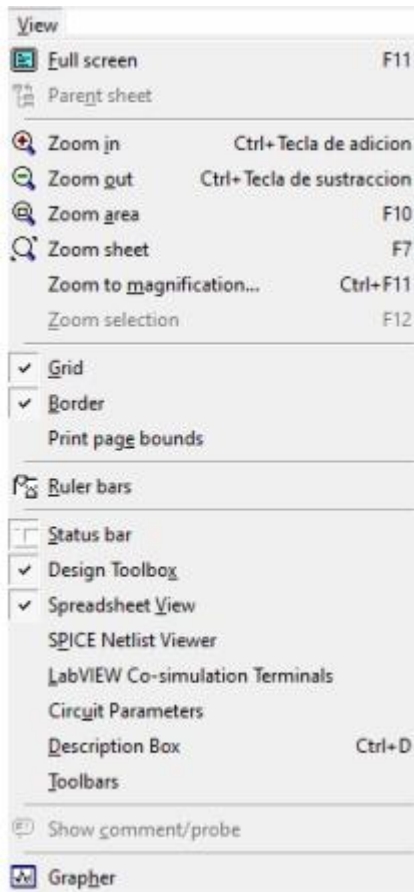 View
Full screen F11
Parent sheet
Zoom in Ctrl+Tecla de adicion
Zoom out Ctrl+Tecla de sustraccion
Zoom area F10
Zoom sheet F7
Zoom to magnification... Ctrl+F11
Zoom selection F12
Grid
Border
Print page bounds
Ruler bars
Status bar
Design Toolbox
Spreadsheet View
SPICE Netlist Viewer
LabVIEW Co-simulation Terminals
Circuit Parameters
Description Box Ctrl+D
Toolbars
Show comment/probe
Grapher